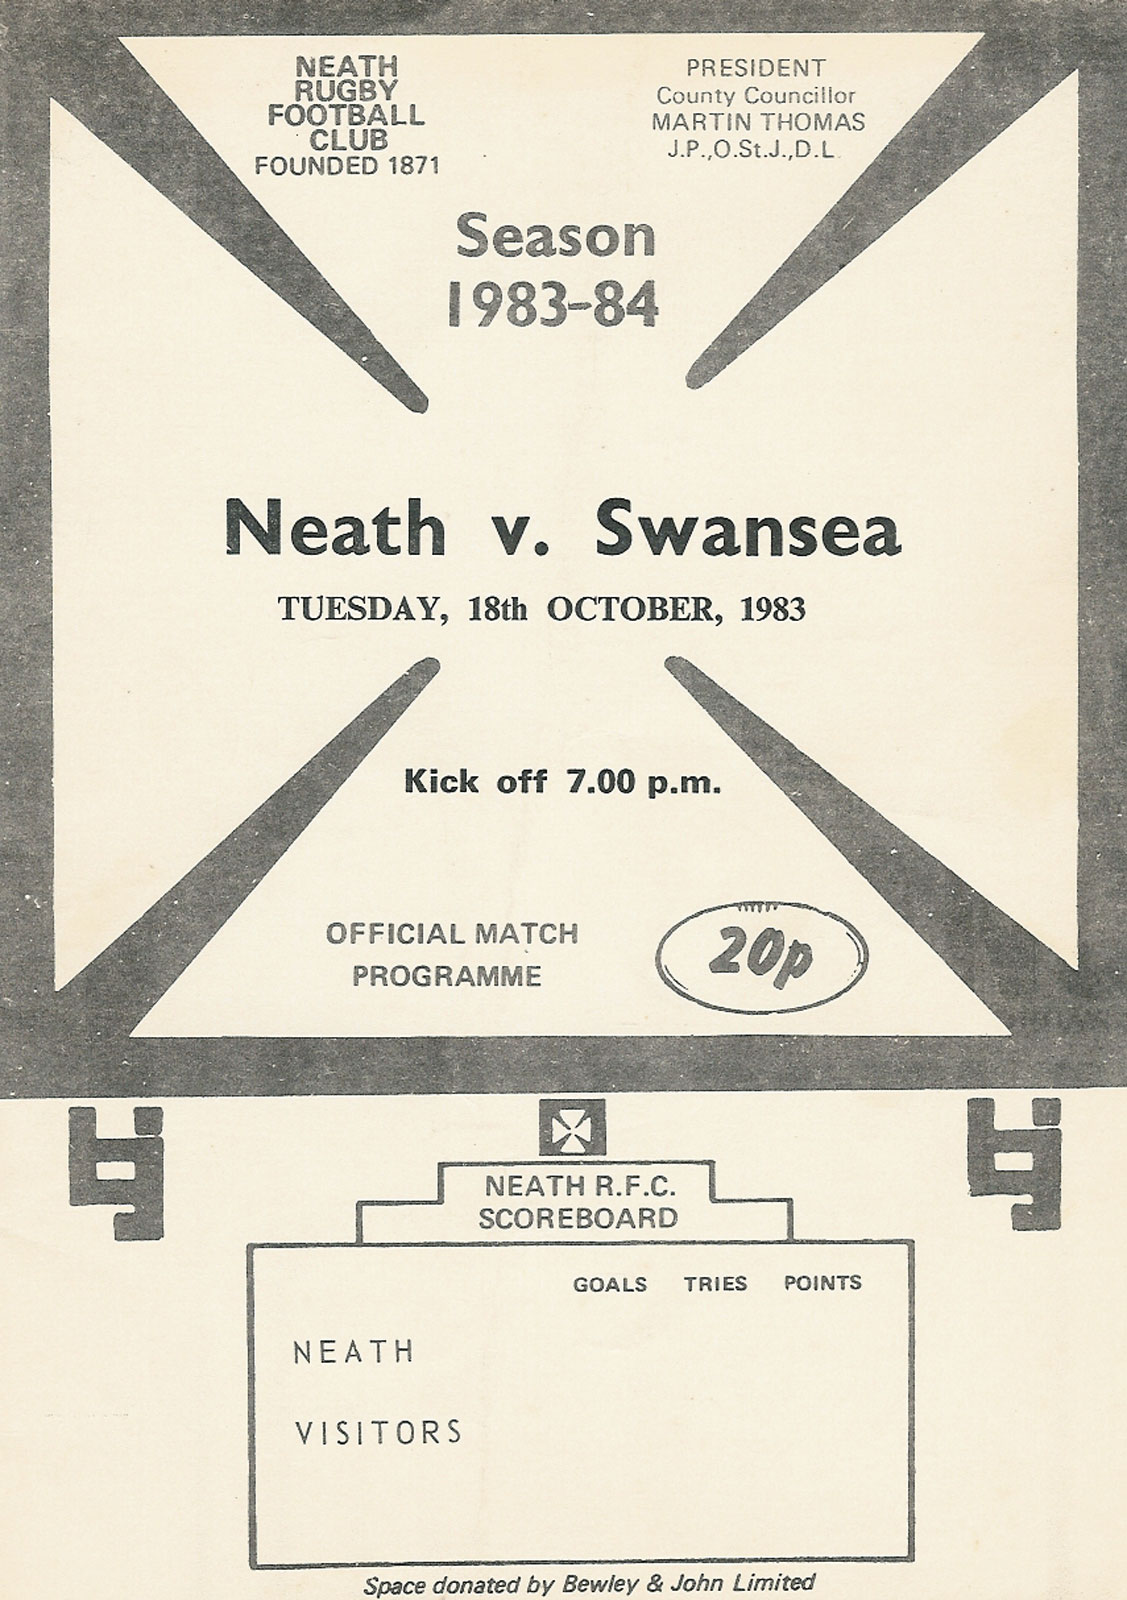 NEATH
RUGBY
FOOTBALL
CLUB
FOUNDED 1871
PRESIDENT
County Councillor
MARTIN THOMAS
J.P.,O.St.J.,D.L.
Season
1983-84
Neath v. Swansea
TUESDAY, 18th OCTOBER, 1983
Kick off 7.00 p.m.
OFFICIAL MATCH
PROGRAMME
20p
NEATH R.F.C.
SCOREBOARD
GOALS TRIES POINTS
NEATH
VISITORS
Space donated by Bewley & John Limited